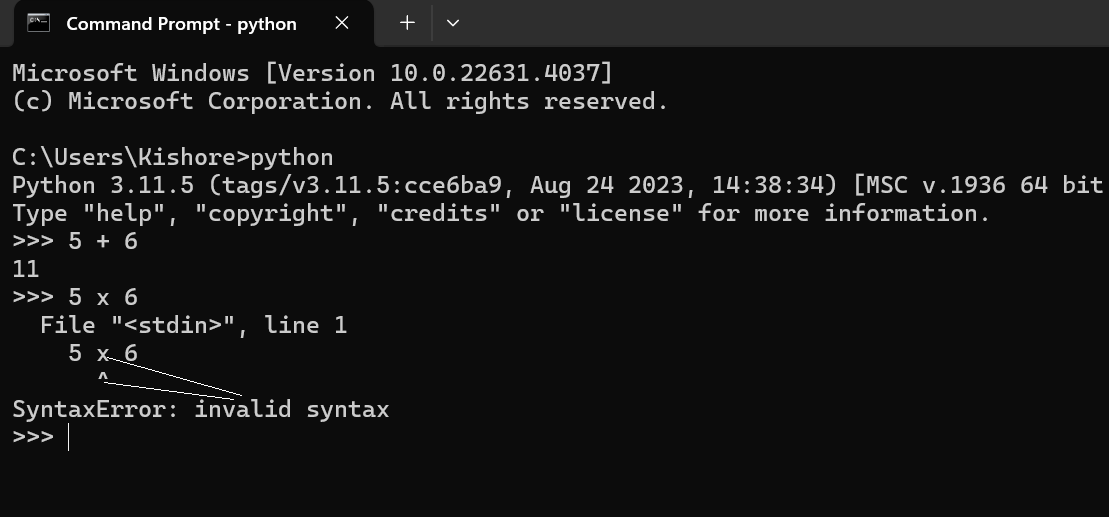 Command Prompt - python
Microsoft Windows [Version 10.0.22631.4037]
(c) Microsoft Corporation. All rights reserved.
C:\Users\Kishore>python
Python 3.11.5 (tags/v3.11.5:cce6ba9, Aug 24 2023, 14:38:34) [MSC v.1936 64 bit
Type "help", "copyright", "credits" or "license" for more information.
>>> 5 + 6
11
>>> 5 x 6
  File "<stdin>", line 1
    5 x 6
      ^
SyntaxError: invalid syntax
>>>